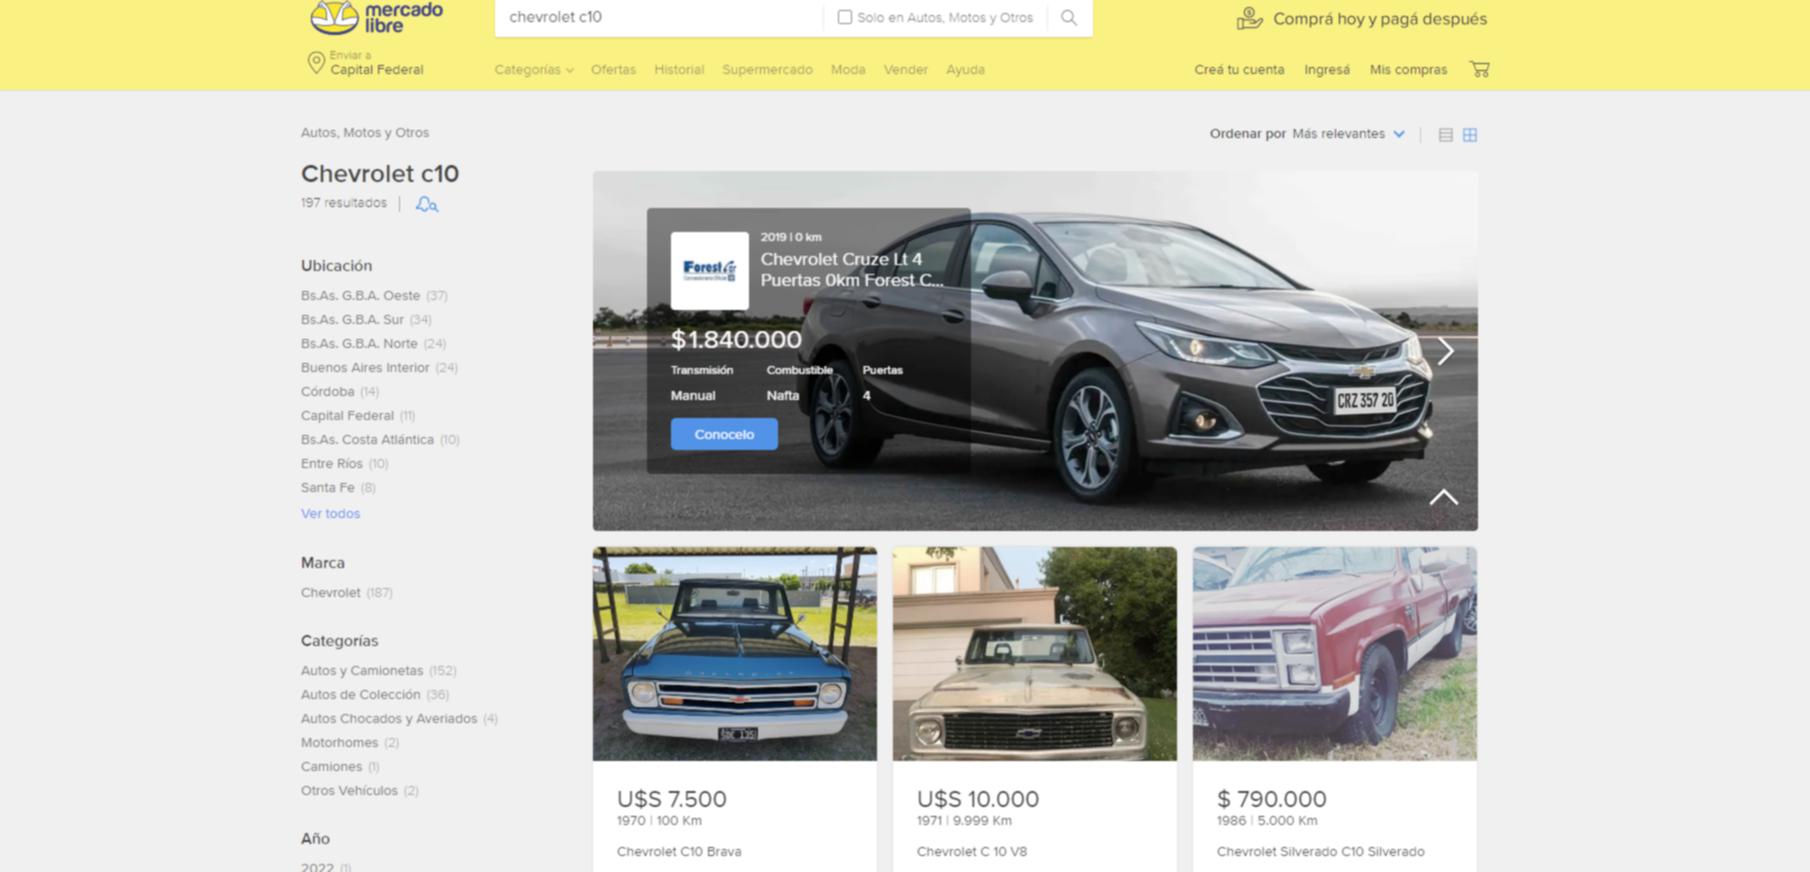 mercado
libre
chevrolet c10
Solo en Autos, Motos y Otros
Comprá hoy y pagá después
Enviar a
Capital Federal
Categorías
Ofertas
Historial
Supermercado
Moda
Vender
Ayuda
Creá tu cuenta
Ingresá
Mis compras
Autos, Motos y Otros
Ordenar por Más relevantes
Chevrolet c10
197 resultados
Ubicación
Bs.As. G.B.A. Oeste (37)
Bs.As. G.B.A. Sur (34)
Bs.As. G.B.A. Norte (24)
Buenos Aires Interior (24)
Córdoba (14)
Capital Federal (11)
Bs.As. Costa Atlántica (10)
Entre Ríos (10)
Santa Fe (8)
Ver todos
Marca
Chevrolet (187)
Categorías
Autos y Camionetas (152)
Autos de Colección (36)
Autos Chocados y Averiados (4)
Motorhomes (2)
Camiones (1)
Otros Vehículos (2)
Año
2022 (1)
Forest Car
2019 | 0 km
Chevrolet Cruze Lt 4
Puertas 0km Forest C...
$1.840.000
Transmisión Combustible Puertas
Manual Nafta 4
Conocelo
CRZ 357 20
CHEVROLET
U$S 7.500
1970 | 100 Km
Chevrolet C10 Brava
U$S 10.000
1971 | 9.999 Km
Chevrolet C 10 V8
$ 790.000
1986 | 5.000 Km
Chevrolet Silverado C10 Silverado